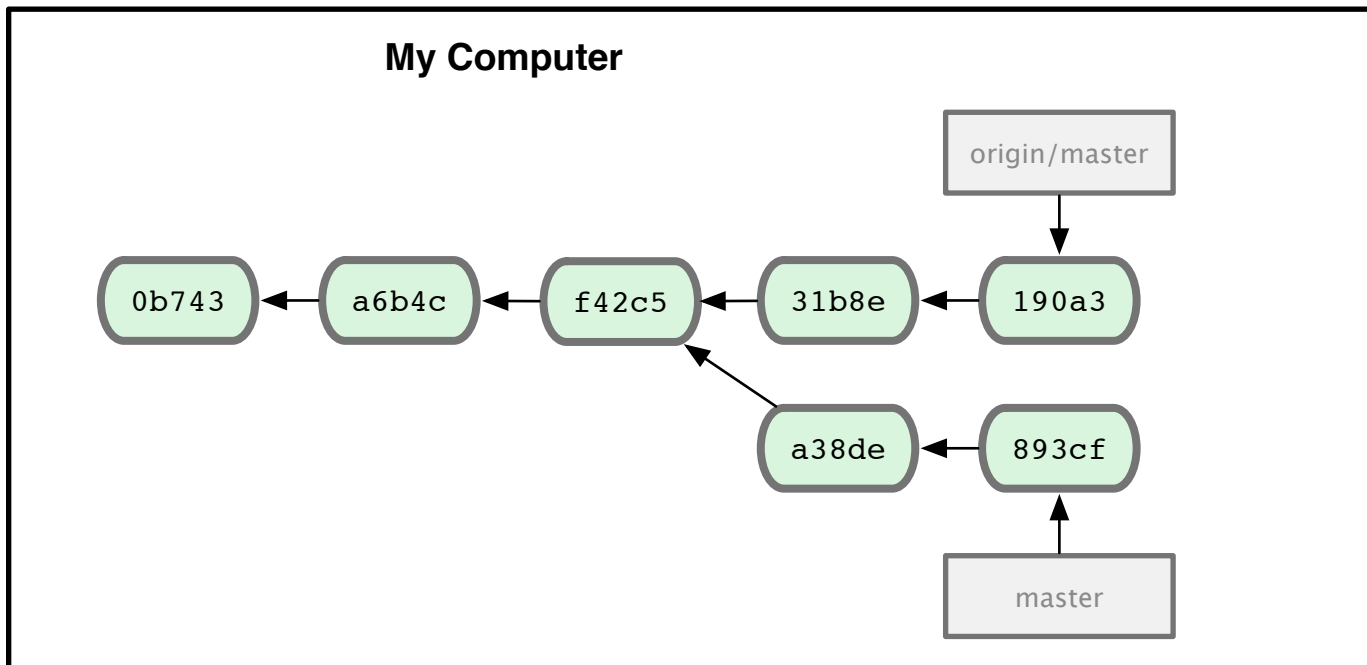 My Computer
origin/master
0b743
a6b4c
f42c5
31b8e
190a3
a38de
893cf
master